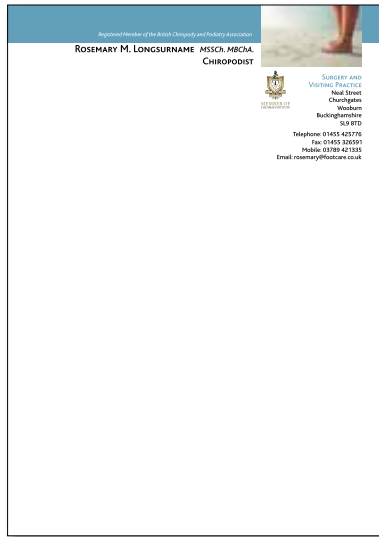 Registered Member of the British Chiropody and Podiatry Association
Rosemary M. Longsurname MSSCh. MBChA.
Chiropodist
Surgery and
Visiting Practice
Neal Street
Churchgates
Wooburn
Buckinghamshire
SL9 8TD
Telephone: 01455 425776
Fax: 01455 326591
Mobile: 03789 421335
Email: rosemary@footcare.co.uk
MEMBER OF